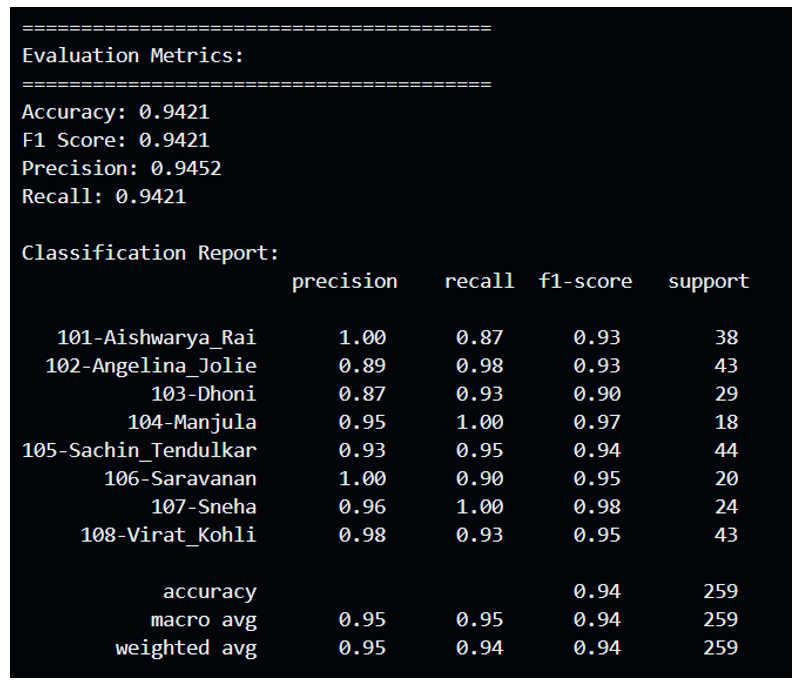 ========================================
Evaluation Metrics:
========================================
Accuracy: 0.9421
F1 Score: 0.9421
Precision: 0.9452
Recall: 0.9421
Classification Report:
precision recall f1-score support
101-Aishwarya_Rai 1.00 0.87 0.93 38
102-Angelina_Jolie 0.89 0.98 0.93 43
103-Dhoni 0.87 0.93 0.90 29
104-Manjula 0.95 1.00 0.97 18
105-Sachin_Tendulkar 0.93 0.95 0.94 44
106-Saravanan 1.00 0.90 0.95 20
107-Sneha 0.96 1.00 0.98 24
108-Virat_Kohli 0.98 0.93 0.95 43
accuracy 0.94 259
macro avg 0.95 0.95 0.94 259
weighted avg 0.95 0.94 0.94 259